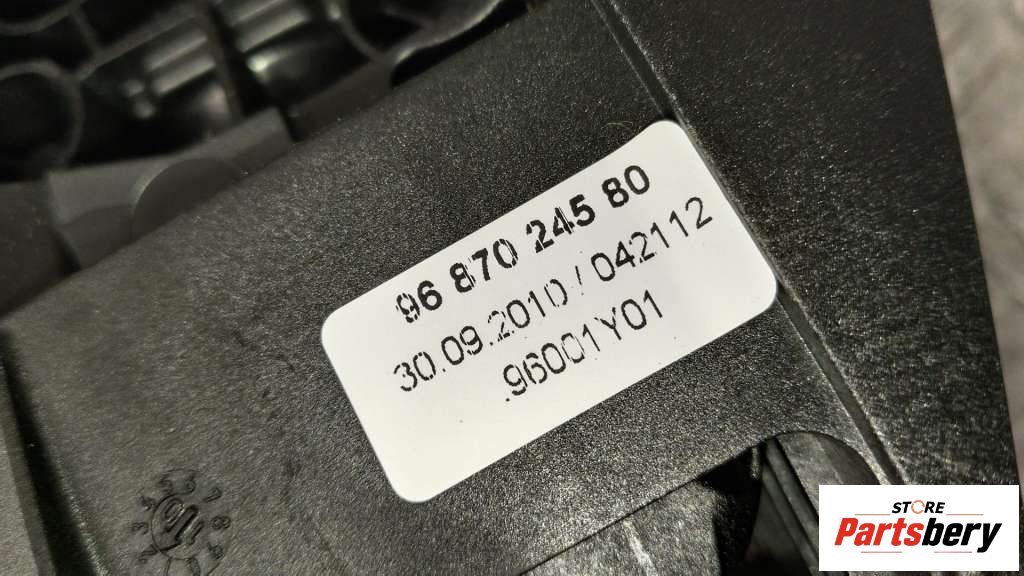 96 870 245 80
30.09.2010 / 042112
.96001Y01
STORE
Partsbery